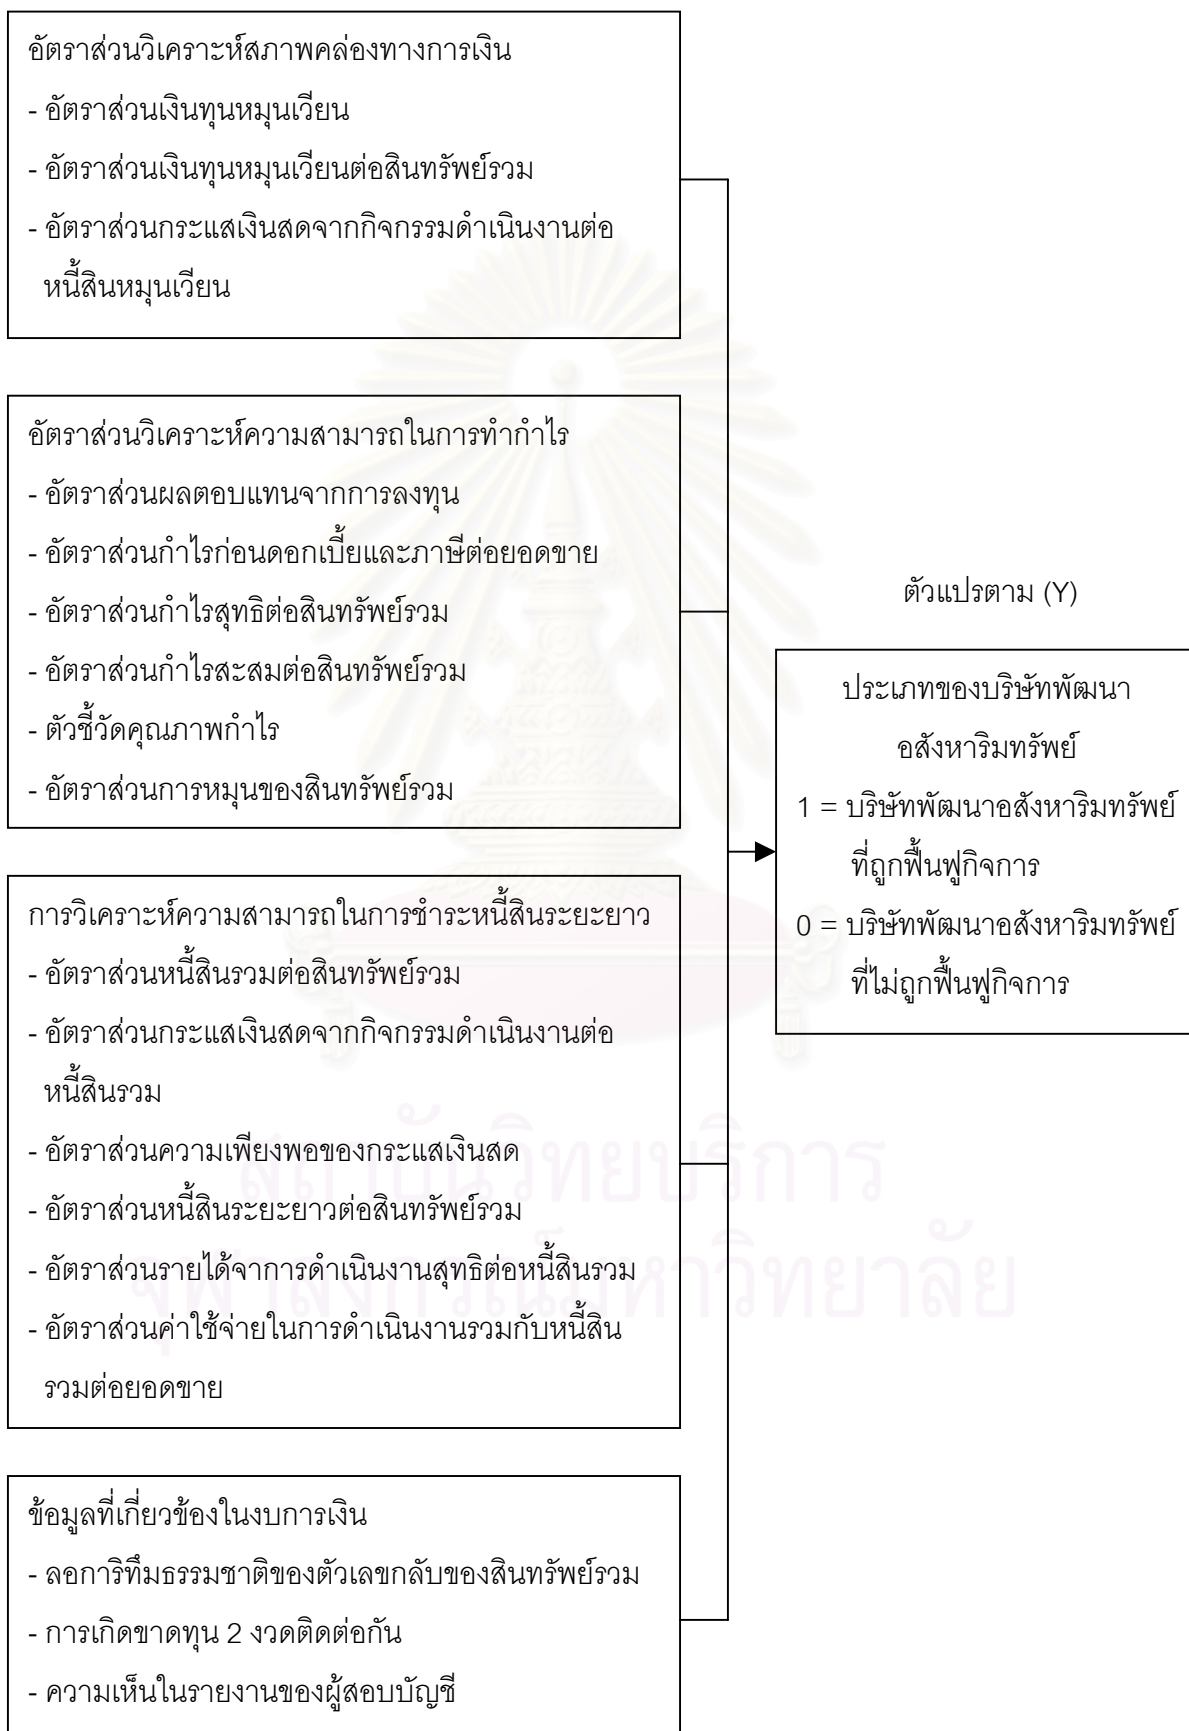 อัตราส่วนวิเคราะห์สภาพคล่องทางการเงิน
- อัตราส่วนเงินทุนหมุนเวียน
- อัตราส่วนเงินทุนหมุนเวียนต่อสินทรัพย์รวม
- อัตราส่วนกระแสเงินสดจากกิจกรรมดำเนินงานต่อ
หนี้สินหมุนเวียน
อัตราส่วนวิเคราะห์ความสามารถในการทำกำไร
- อัตราส่วนผลตอบแทนจากการลงทุน
- อัตราส่วนกำไรก่อนดอกเบี้ยและภาษีต่อยอดขาย
- อัตราส่วนกำไรสุทธิต่อสินทรัพย์รวม
- อัตราส่วนกำไรสะสมต่อสินทรัพย์รวม
- ตัวชี้วัดคุณภาพกำไร
- อัตราส่วนการหมุนของสินทรัพย์รวม
การวิเคราะห์ความสามารถในการชำระหนี้สินระยะยาว
- อัตราส่วนหนี้สินรวมต่อสินทรัพย์รวม
- อัตราส่วนกระแสเงินสดจากกิจกรรมดำเนินงานต่อ
หนี้สินรวม
- อัตราส่วนความเพียงพอของกระแสเงินสด
- อัตราส่วนหนี้สินระยะยาวต่อสินทรัพย์รวม
- อัตราส่วนรายได้จาการดำเนินงานสุทธิต่อหนี้สินรวม
- อัตราส่วนค่าใช้จ่ายในการดำเนินงานรวมกับหนี้สิน
รวมต่อยอดขาย
ข้อมูลที่เกี่ยวข้องในงบการเงิน
- ลอการิทึมธรรมชาติของตัวเลขกลับของสินทรัพย์รวม
- การเกิดขาดทุน 2 งวดติดต่อกัน
- ความเห็นในรายงานของผู้สอบบัญชี
ตัวแปรตาม (Y)
ประเภทของบริษัทพัฒนา
อสังหาริมทรัพย์
1 = บริษัทพัฒนาอสังหาริมทรัพย์
ที่ถูกฟื้นฟูกิจการ
0 = บริษัทพัฒนาอสังหาริมทรัพย์
ที่ไม่ถูกฟื้นฟูกิจการ
สถาบันวิทยบริการ
จุฬาลงกรณ์มหาวิทยาลัย